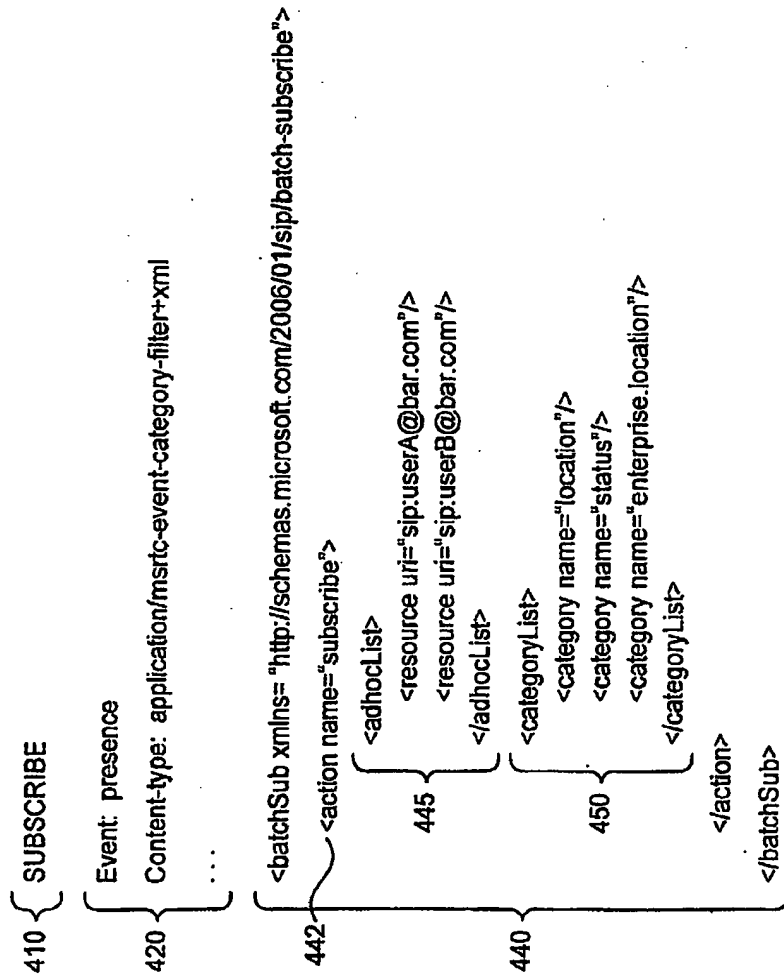 410 SUBSCRIBE
Event: presence
420 Content-type: application/msrtc-event-category-filter+xml
. . .
<batchSub xmlns= "http://schemas.microsoft.com/2006/01/sip/batch-subscribe">
442 <action name="subscribe">
<adhocList>
<resource uri="sip:userA@bar.com"/>
445 <resource uri="sip:userB@bar.com"/>
</adhocList>
440
<categoryList>
<category name="location"/>
450 <category name="status"/>
<category name="enterprise.location"/>
</categoryList>
</action>
</batchSub>